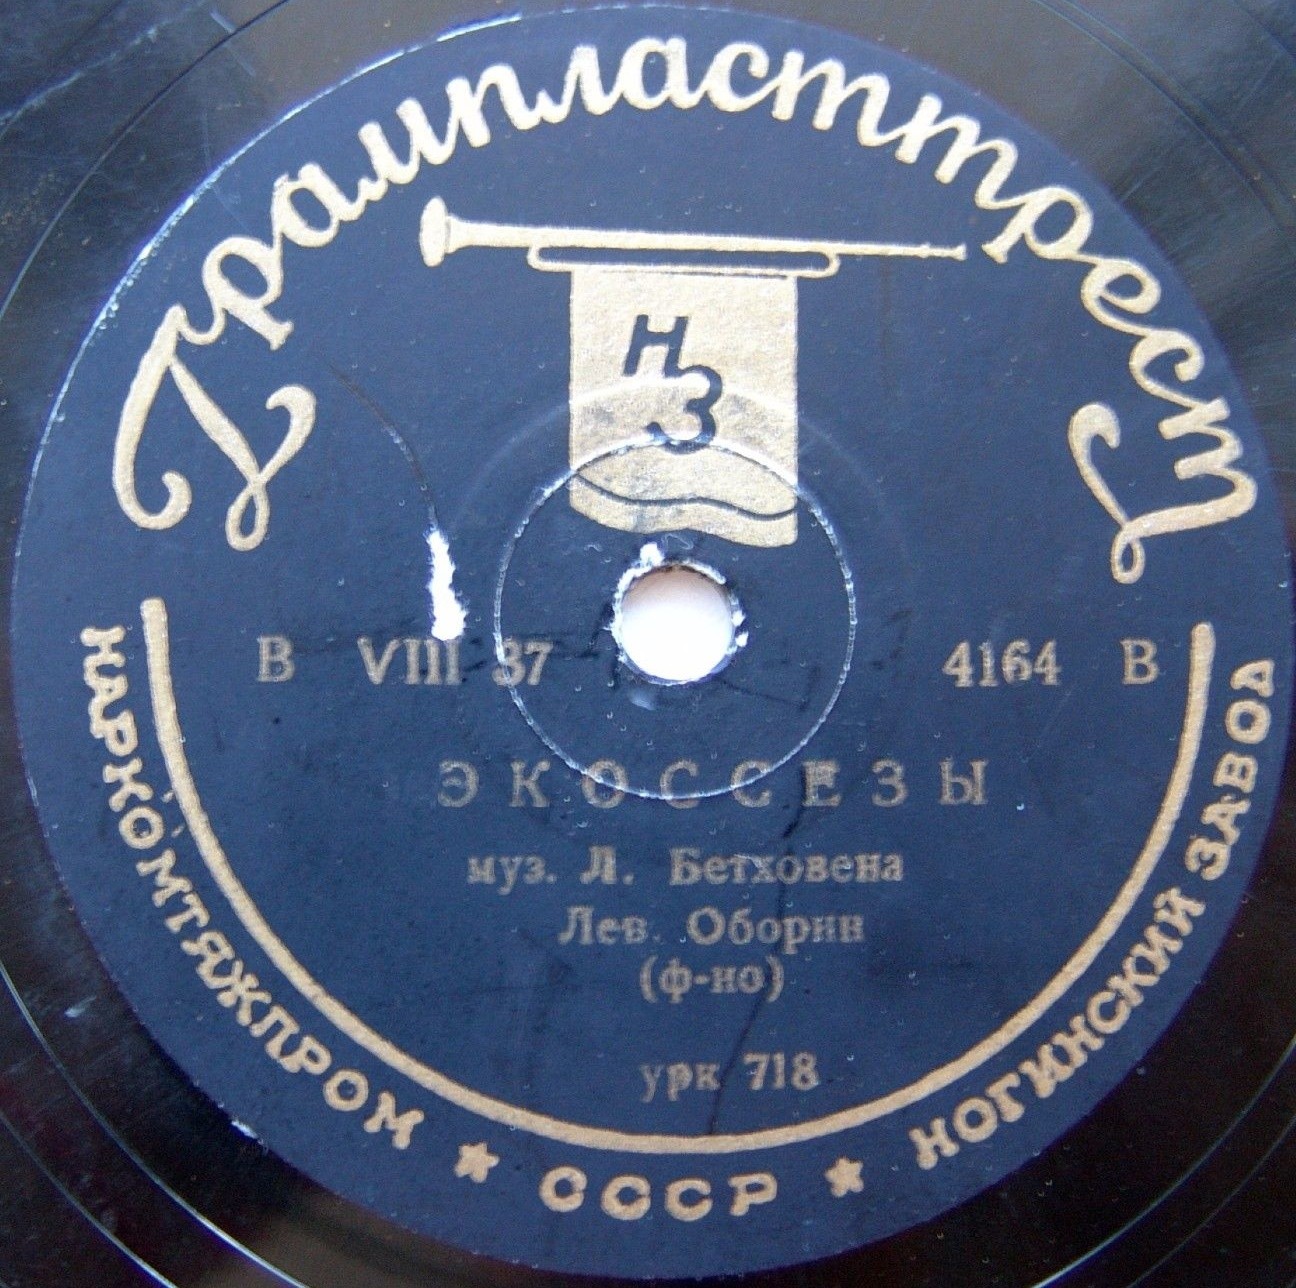 Грампласттрест
НЗ
В VIII 37 4164 В
ЭКОССЕЗЫ
муз. Л. Бетховена
Лев. Оборин
(ф-но)
урк 718
НАРКОМТЯЖПРОМ ★ СССР ★ НОГИНСКИЙ ЗАВОД